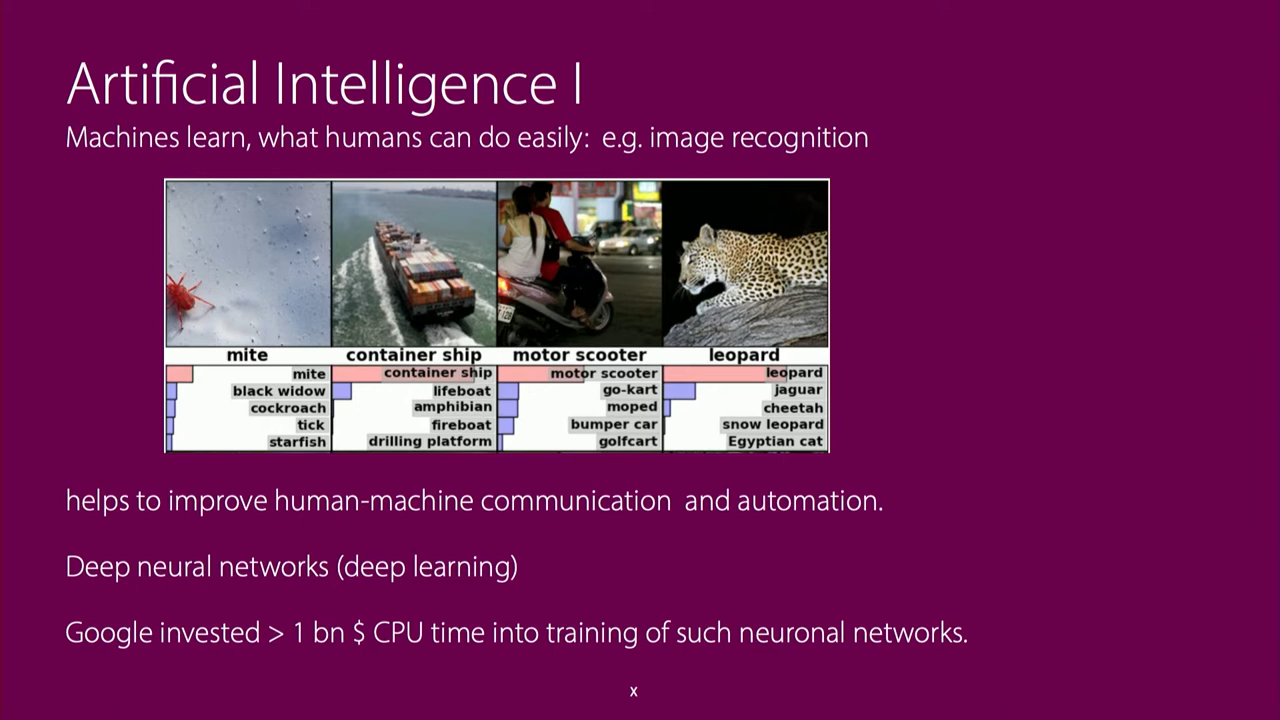 Artificial Intelligence I
Machines learn, what humans can do easily: e.g. image recognition
mite
container ship
motor scooter
leopard
mite
black widow
cockroach
tick
starfish
container ship
lifeboat
amphibian
fireboat
drilling platform
motor scooter
go-kart
moped
bumper car
golfcart
leopard
jaguar
cheetah
snow leopard
Egyptian cat
helps to improve human-machine communication and automation.
Deep neural networks (deep learning)
Google invested > 1 bn $ CPU time into training of such neuronal networks.
x